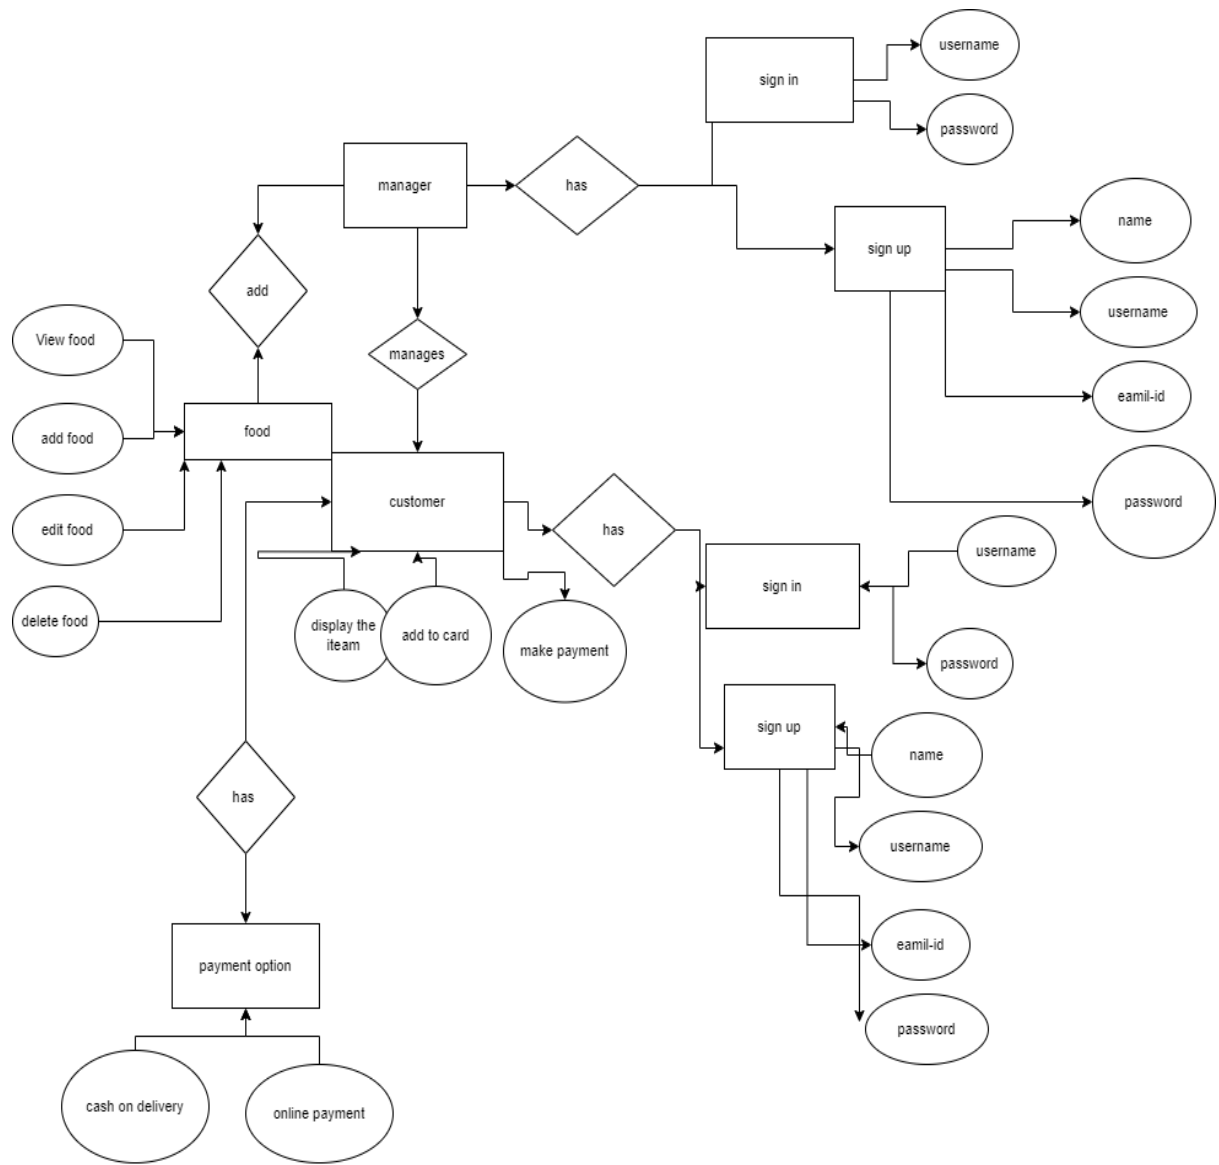 username
sign in
password
manager
has
name
sign up
add
username
View food
manages
eamil-id
food
add food
customer
password
edit food
has
username
sign in
delete food
display the
iteam
add to card
make payment
password
sign up
name
has
username
eamil-id
payment option
password
cash on delivery
online payment